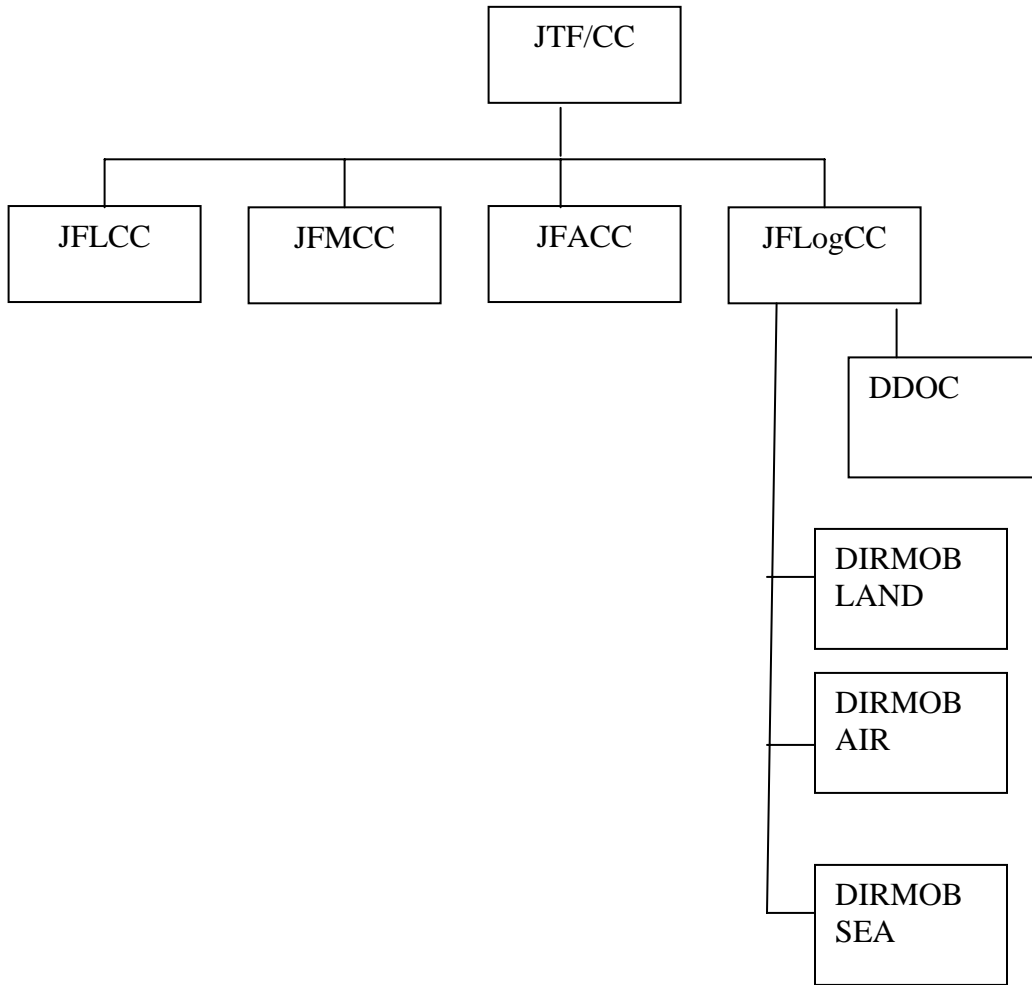 JTF/CC
JFLCC
JFMCC
JFACC
JFLogCC
DDOC
DIRMOB
LAND
DIRMOB
AIR
DIRMOB
SEA